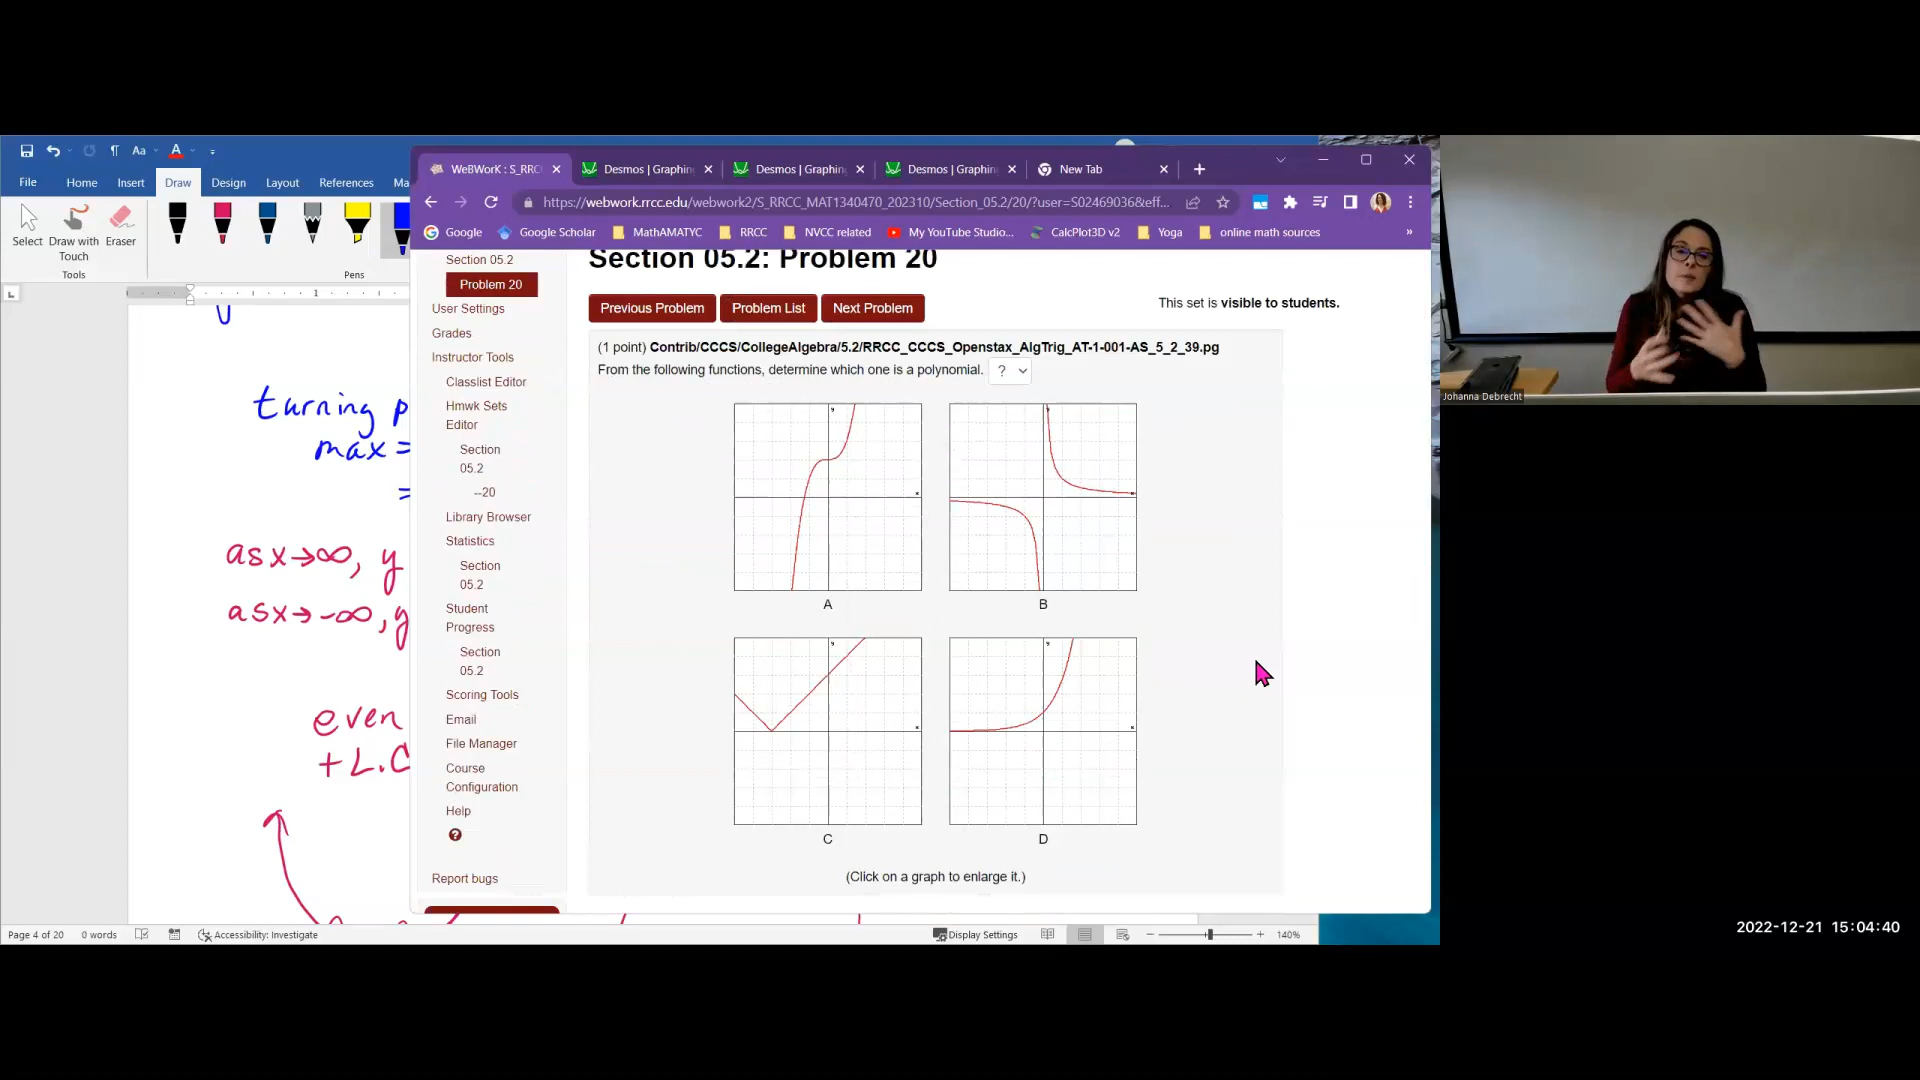 Aa
A
File
Home
Insert
Draw
Design
Layout
References
Ma
Select
Draw with
Touch
Eraser
Tools
Pens
1
turning p
max =
=
as x→∞, y
as x→-∞, y
even
+ L.C
Page 4 of 20
0 words
Accessibility: Investigate
Display Settings
140%
WeBWorK : S_RRC
Desmos | Graphin
Desmos | Graphin
Desmos | Graphin
New Tab
https://webwork.rrcc.edu/webwork2/S_RRCC_MAT1340470_202310/Section_05.2/20/?user=S02469036&eff...
Google
Google Scholar
MathAMATYC
RRCC
NVCC related
My YouTube Studio...
CalcPlot3D v2
Yoga
online math sources
»
Section 05.2
Problem 20
User Settings
Grades
Instructor Tools
Classlist Editor
Hmwk Sets
Editor
Section
05.2
--20
Library Browser
Statistics
Section
05.2
Student
Progress
Section
05.2
Scoring Tools
Email
File Manager
Course
Configuration
Help
Report bugs
Section 05.2: Problem 20
Previous Problem
Problem List
Next Problem
This set is visible to students.
(1 point) Contrib/CCCS/CollegeAlgebra/5.2/RRCC_CCCS_Openstax_AlgTrig_AT-1-001-AS_5_2_39.pg
From the following functions, determine which one is a polynomial. ?
y
x
A
y
x
B
y
x
C
y
x
D
(Click on a graph to enlarge it.)
Johanna Debrecht
2022-12-21 15:04:40